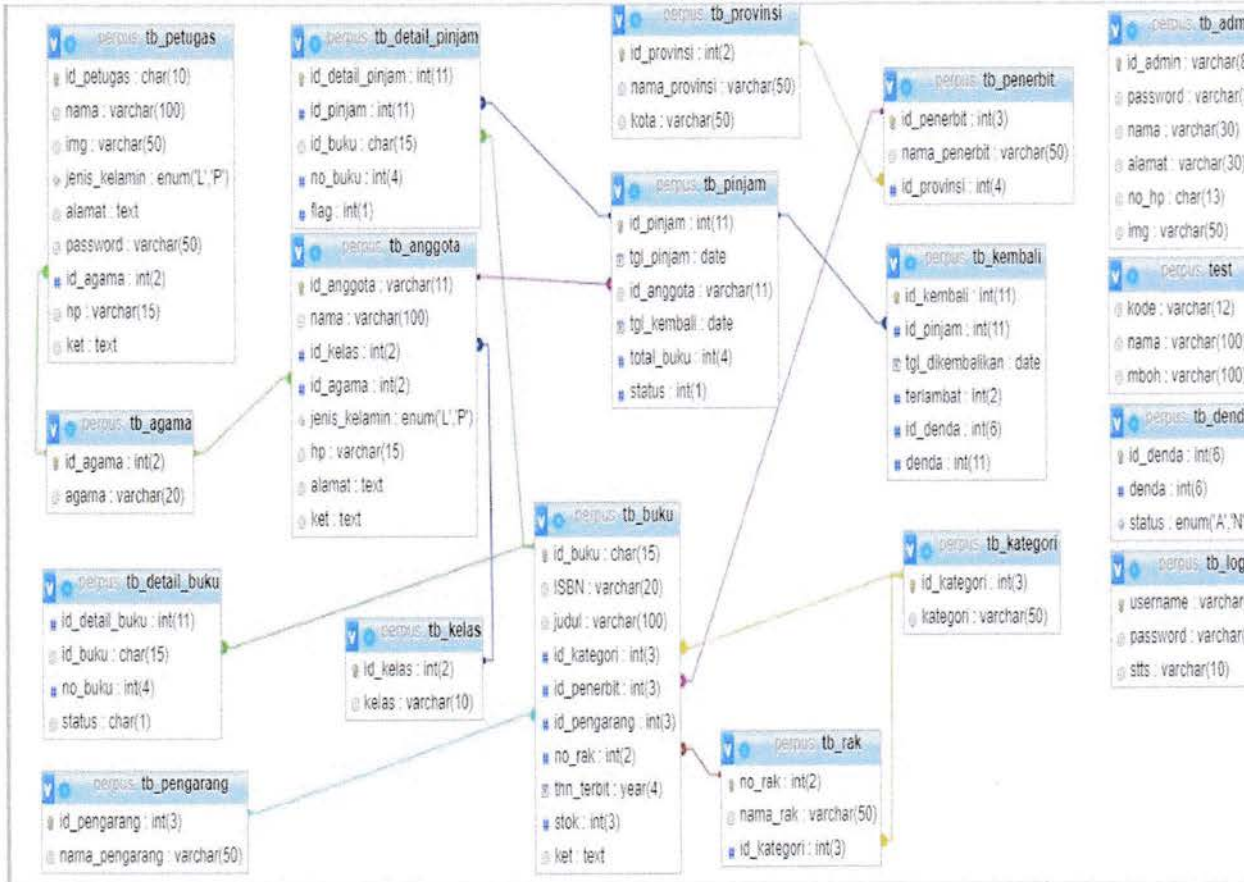 perpus tb_petugas
id_petugas : char(10)
nama : varchar(100)
img : varchar(50)
jenis_kelamin : enum('L','P')
alamat : text
password : varchar(50)
id_agama : int(2)
hp : varchar(15)
ket : text
perpus tb_agama
id_agama : int(2)
agama : varchar(20)
perpus tb_detail_buku
id_detail_buku : int(11)
id_buku : char(15)
no_buku : int(4)
status : char(1)
perpus tb_pengarang
id_pengarang : int(3)
nama_pengarang : varchar(50)
perpus tb_detail_pinjam
id_detail_pinjam : int(11)
id_pinjam : int(11)
id_buku : char(15)
no_buku : int(4)
flag : int(1)
perpus tb_anggota
id_anggota : varchar(11)
nama : varchar(100)
id_kelas : int(2)
id_agama : int(2)
jenis_kelamin : enum('L','P')
hp : varchar(15)
alamat : text
ket : text
perpus tb_kelas
id_kelas : int(2)
kelas : varchar(10)
perpus tb_buku
id_buku : char(15)
ISBN : varchar(20)
judul : varchar(100)
id_kategori : int(3)
id_penerbit : int(3)
id_pengarang : int(3)
no_rak : int(2)
thn_terbit : year(4)
stok : int(3)
ket : text
perpus tb_provinsi
id_provinsi : int(2)
nama_provinsi : varchar(50)
kota : varchar(50)
perpus tb_pinjam
id_pinjam : int(11)
tgl_pinjam : date
id_anggota : varchar(11)
tgl_kembali : date
total_buku : int(4)
status : int(1)
perpus tb_rak
no_rak : int(2)
nama_rak : varchar(50)
id_kategori : int(3)
perpus tb_penerbit
id_penerbit : int(3)
nama_penerbit : varchar(50)
id_provinsi : int(4)
perpus tb_kembali
id_kembali : int(11)
id_pinjam : int(11)
tgl_dikembalikan : date
terlambat : int(2)
id_denda : int(6)
denda : int(11)
perpus tb_kategori
id_kategori : int(3)
kategori : varchar(50)
perpus tb_adm
id_admin : varchar(8
password : varchar(
nama : varchar(30)
alamat : varchar(30)
no_hp : char(13)
img : varchar(50)
perpus test
kode : varchar(12)
nama : varchar(100)
mboh : varchar(100)
perpus tb_dend
id_denda : int(6)
denda : int(6)
status : enum('A','N'
perpus tb_log
username : varchar
password : varchar(
stts : varchar(10)